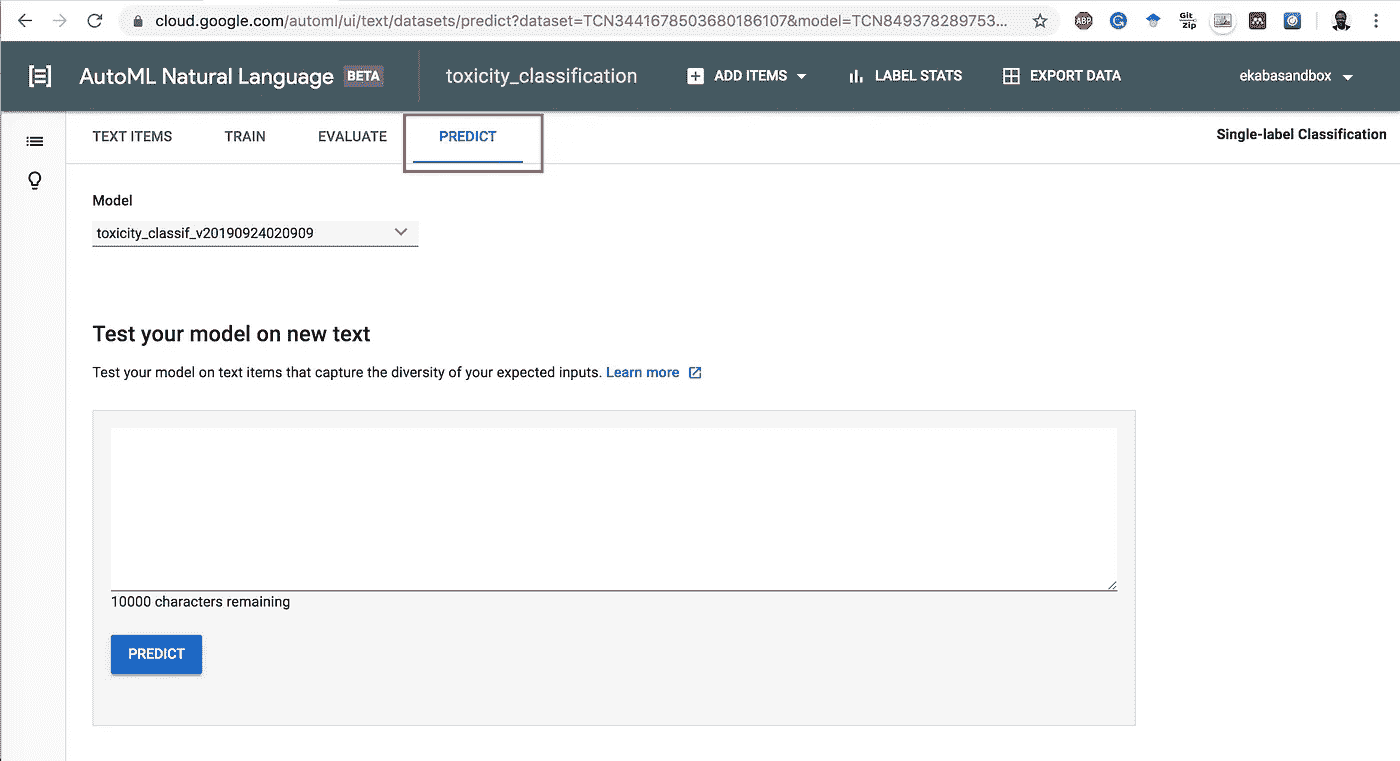 cloud.google.com/automl/ui/text/datasets/predict?dataset=TCN3441678503680186107&model=TCN849378289753...
ABP
Git
Zip
AutoML Natural Language BETA toxicity_classification ADD ITEMS LABEL STATS EXPORT DATA ekabasandbox
TEXT ITEMS TRAIN EVALUATE PREDICT Single-label Classification
Model
toxicity_classif_v20190924020909
Test your model on new text
Test your model on text items that capture the diversity of your expected inputs. Learn more
10000 characters remaining
PREDICT